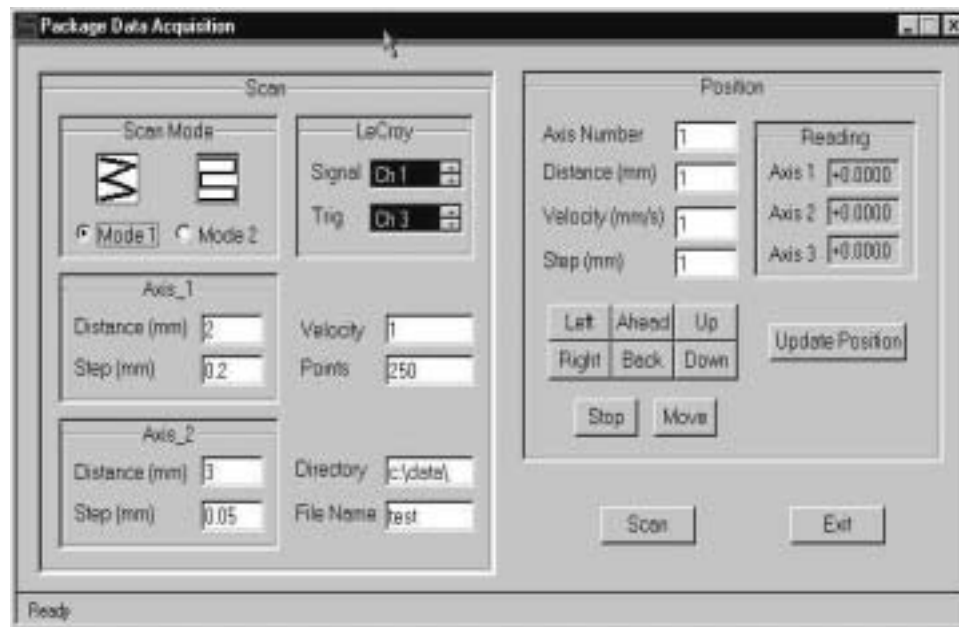 Package Data Acquisition
Scan
Scan Mode
Mode 1 Mode 2
LeCroy
Signal Ch 1
Trig Ch 3
Axis_1
Distance (mm) 2
Step (mm) 0.2
Velocity 1
Points 250
Axis_2
Distance (mm) 3
Step (mm) 0.05
Directory c:\data\
File Name test
Position
Axis Number 1
Distance (mm) 1
Velocity (mm/s) 1
Step (mm) 1
Reading
Axis 1 +0.0000
Axis 2 +0.0000
Axis 3 +0.0000
Left Ahead Up
Right Back Down
Update Position
Stop Move
Scan Exit
Ready